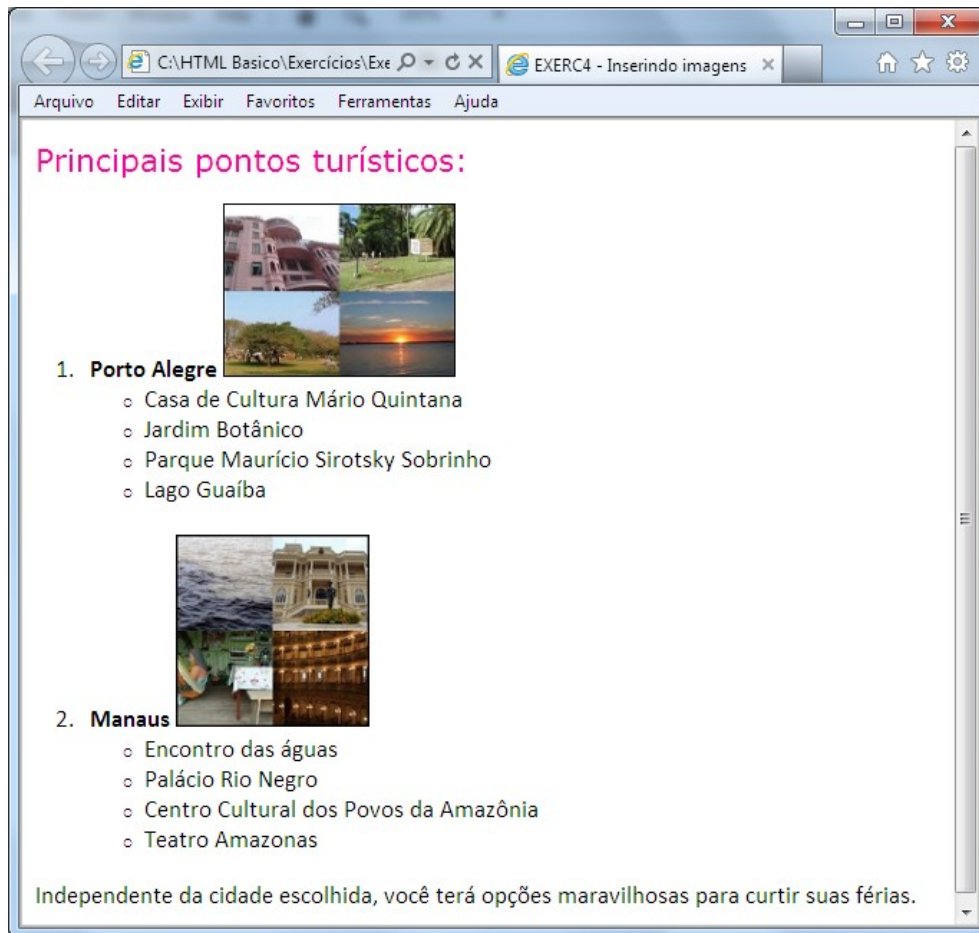 C:\HTML Basico\Exercícios\Exe
EXERC4 - Inserindo imagens
Arquivo Editar Exibir Favoritos Ferramentas Ajuda
Principais pontos turísticos:
1. Porto Alegre
Casa de Cultura Mário Quintana
Jardim Botânico
Parque Maurício Sirotsky Sobrinho
Lago Guaíba
2. Manaus
Encontro das águas
Palácio Rio Negro
Centro Cultural dos Povos da Amazônia
Teatro Amazonas
Independente da cidade escolhida, você terá opções maravilhosas para curtir suas férias.